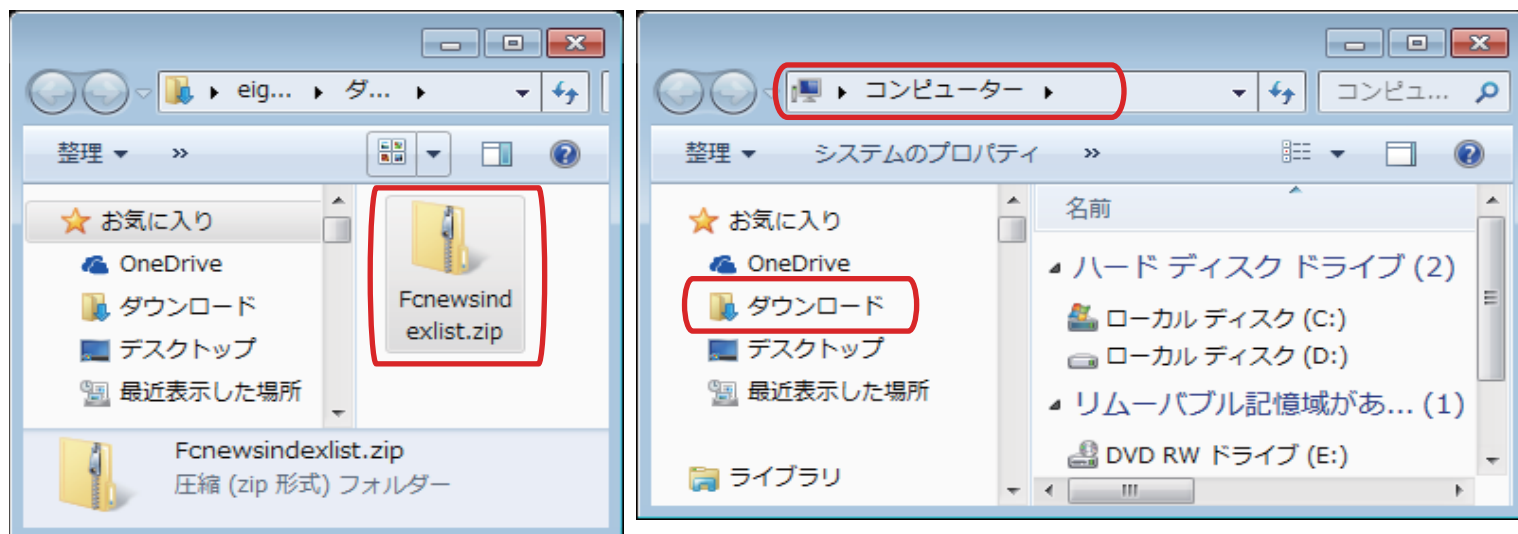 eig... ダ...
整理 »
お気に入り
OneDrive
ダウンロード
デスクトップ
最近表示した場所
Fcnewsind
exlist.zip
Fcnewsindexlist.zip
圧縮 (zip 形式) フォルダー
コンピューター
コンピュ...
整理 システムのプロパティ »
お気に入り
OneDrive
ダウンロード
デスクトップ
最近表示した場所
ライブラリ
名前
ハード ディスク ドライブ (2)
ローカル ディスク (C:)
ローカル ディスク (D:)
リムーバブル記憶域があ... (1)
DVD RW ドライブ (E:)